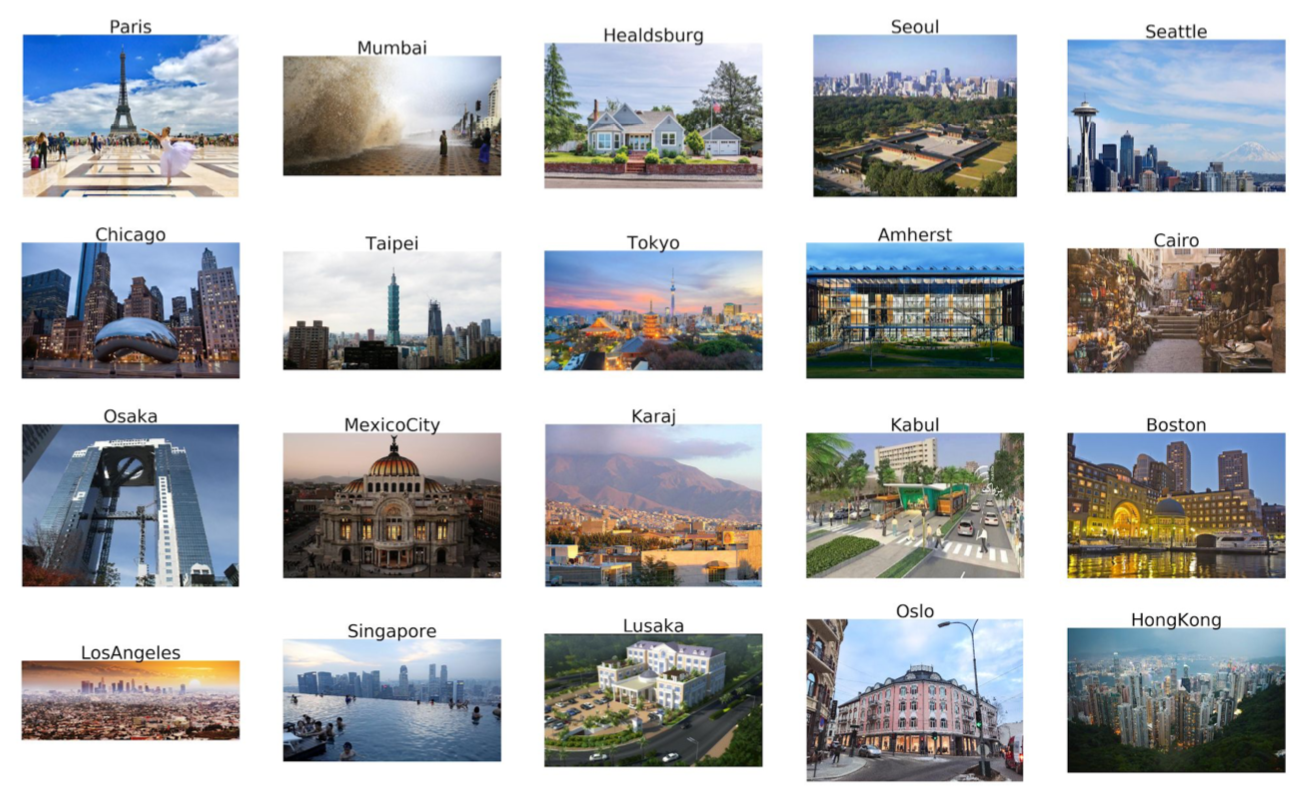 Paris
Mumbai
Healdsburg
Seoul
Seattle
Chicago
Taipei
Tokyo
Amherst
Cairo
Osaka
MexicoCity
Karaj
Kabul
Boston
LosAngeles
Singapore
Lusaka
Oslo
HongKong